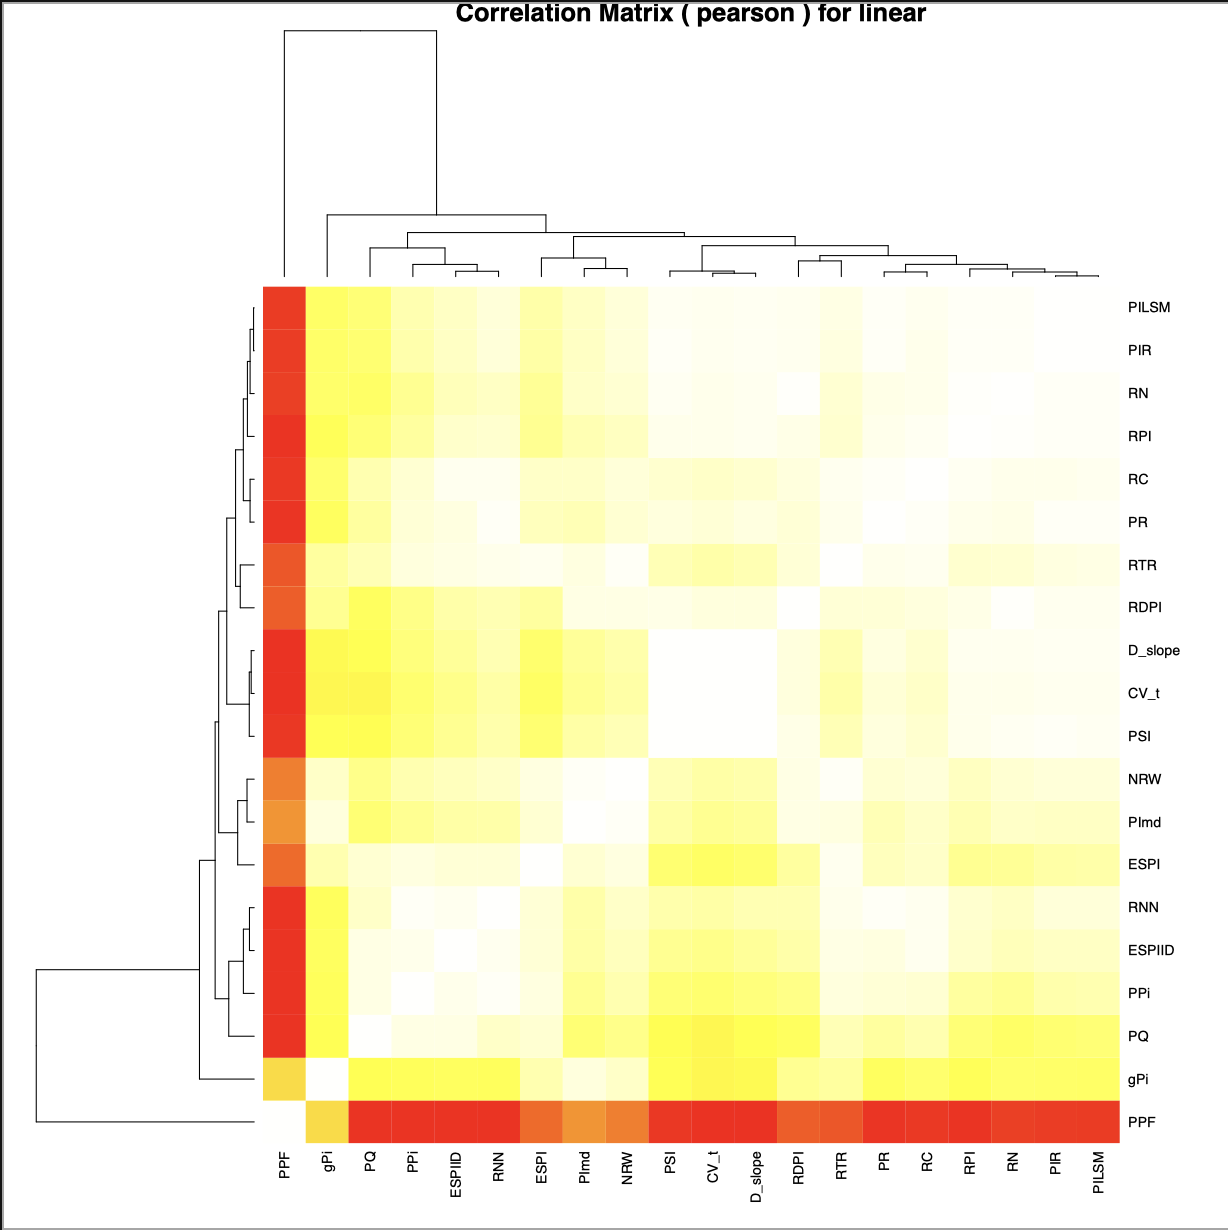 Correlation Matrix ( pearson ) for linear
PILSM
PIR
RN
RPI
RC
PR
RTR
RDPI
D_slope
CV_t
PSI
NRW
PImd
ESPI
RNN
ESPIID
PPi
PQ
gPi
PPF
PPF
gPi
PQ
PPi
ESPIID
RNN
ESPI
PImd
NRW
PSI
CV_t
D_slope
RDPI
RTR
PR
RC
RPI
RN
PIR
PILSM